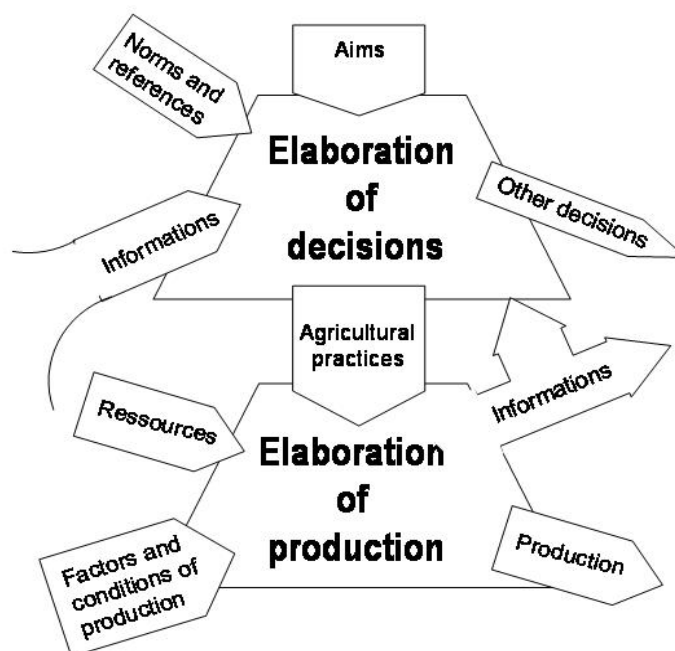 Norms and
references
Aims
Elaboration
of
decisions
Informations
Other decisions
Agricultural
practices
Ressources
Informations
Elaboration
of
production
Factors and
conditions of
production
Production